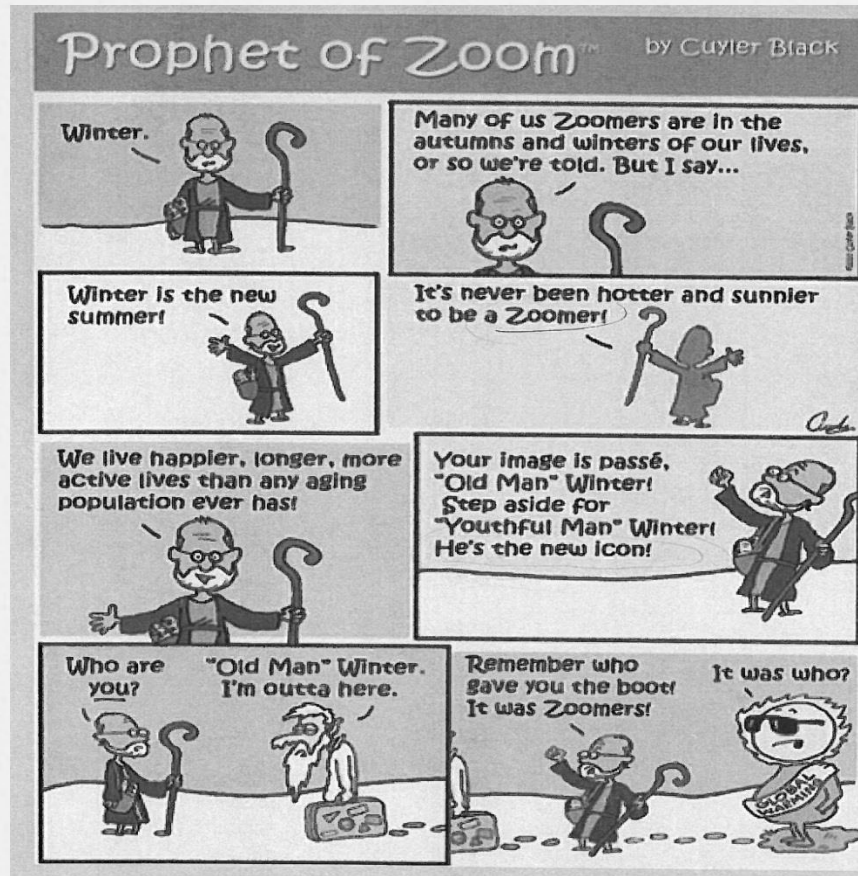 Prophet of Zoom™
by Cuyler Black
Winter.
Many of us Zoomers are in the
autumns and winters of our lives,
or so we're told. But I say...
Winter is the new
summer!
It's never been hotter and sunnier
to be a Zoomer!
We live happier, longer, more
active lives than any aging
population ever has!
Your image is passé,
"Old Man" Winter!
Step aside for
"Youthful Man" Winter!
He's the new icon!
Who are
you?
"Old Man" Winter.
I'm outta here.
Remember who
gave you the boot!
It was Zoomers!
It was who?
GLOBAL
WARMING